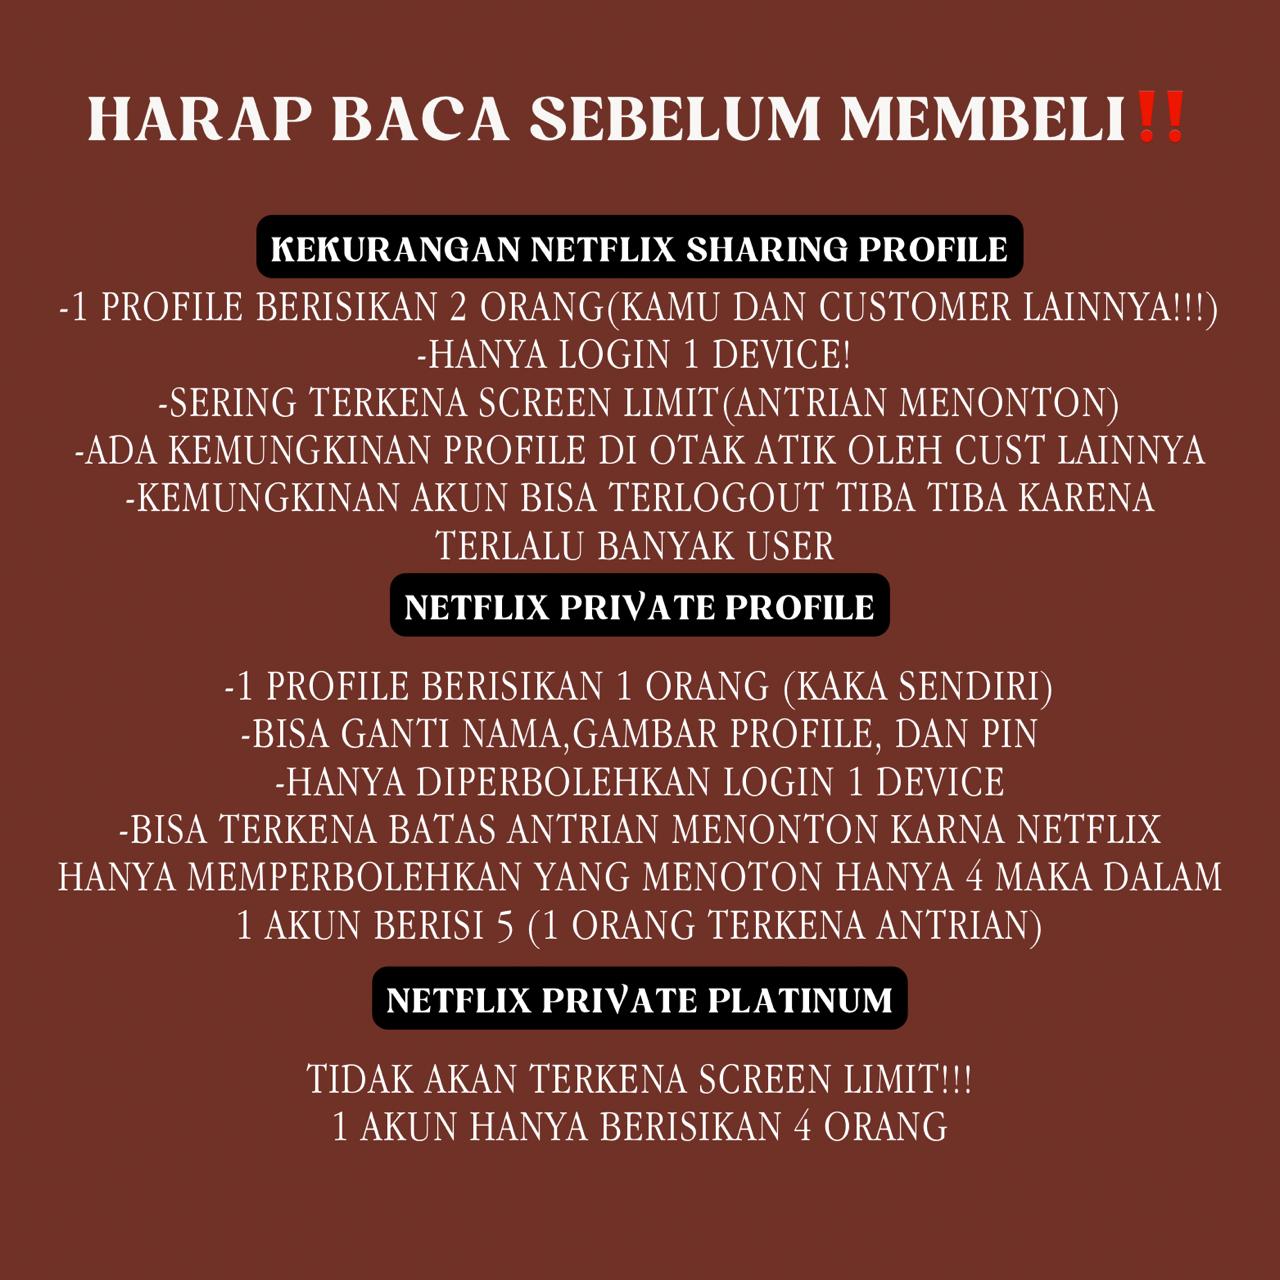 HARAP BACA SEBELUM MEMBELI‼️
KEKURANGAN NETFLIX SHARING PROFILE
-1 PROFILE BERISIKAN 2 ORANG(KAMU DAN CUSTOMER LAINNYA!!!)
-HANYA LOGIN 1 DEVICE!
-SERING TERKENA SCREEN LIMIT(ANTRIAN MENONTON)
-ADA KEMUNGKINAN PROFILE DI OTAK ATIK OLEH CUST LAINNYA
-KEMUNGKINAN AKUN BISA TERLOGOUT TIBA TIBA KARENA
TERLALU BANYAK USER
NETFLIX PRIVATE PROFILE
-1 PROFILE BERISIKAN 1 ORANG (KAKA SENDIRI)
-BISA GANTI NAMA,GAMBAR PROFILE, DAN PIN
-HANYA DIPERBOLEHKAN LOGIN 1 DEVICE
-BISA TERKENA BATAS ANTRIAN MENONTON KARNA NETFLIX
HANYA MEMPERBOLEHKAN YANG MENOTON HANYA 4 MAKA DALAM
1 AKUN BERISI 5 (1 ORANG TERKENA ANTRIAN)
NETFLIX PRIVATE PLATINUM
TIDAK AKAN TERKENA SCREEN LIMIT!!!
1 AKUN HANYA BERISIKAN 4 ORANG